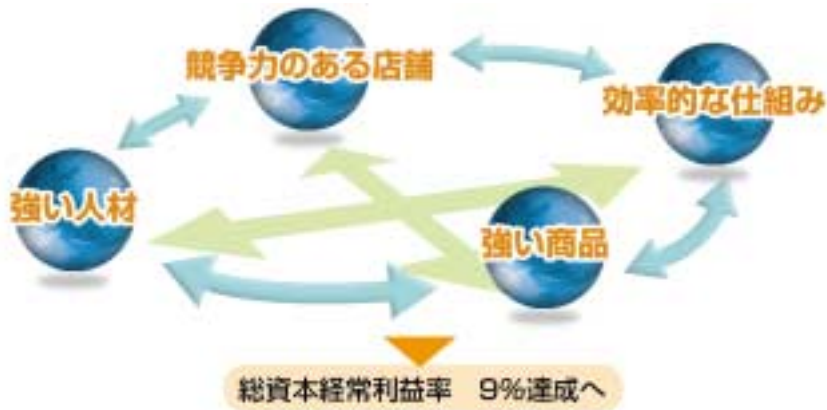 競争力のある店舗
効率的な仕組み
強い人材
強い商品
総資本経常利益率　9%達成へ